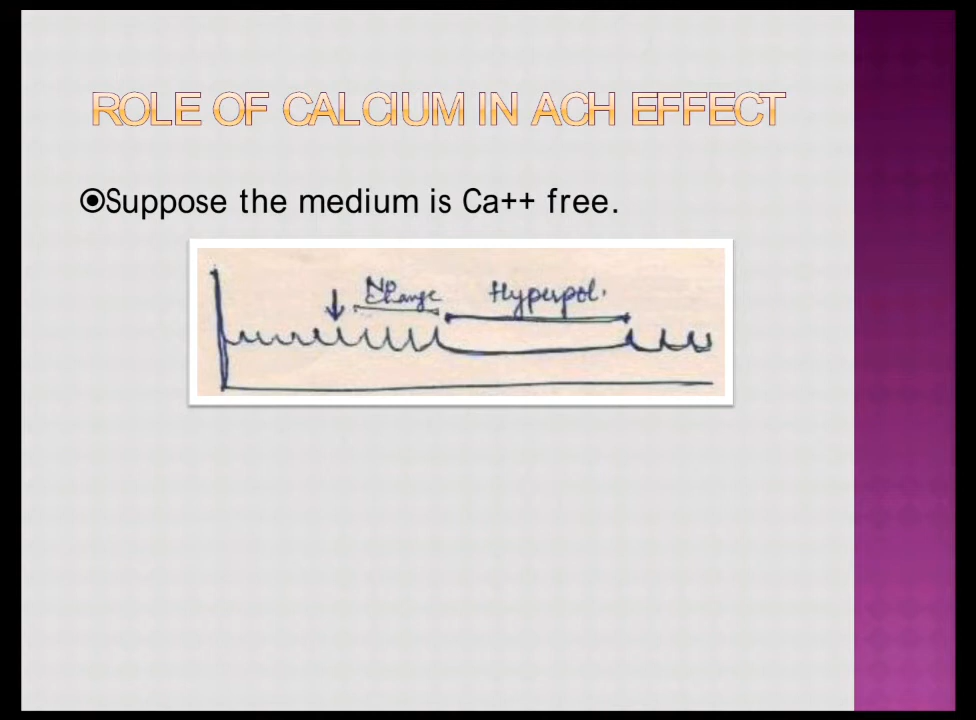 ROLE OF CALCIUM IN ACH EFFECT
Suppose the medium is Ca++ free.
No
Change
Hyperpol.